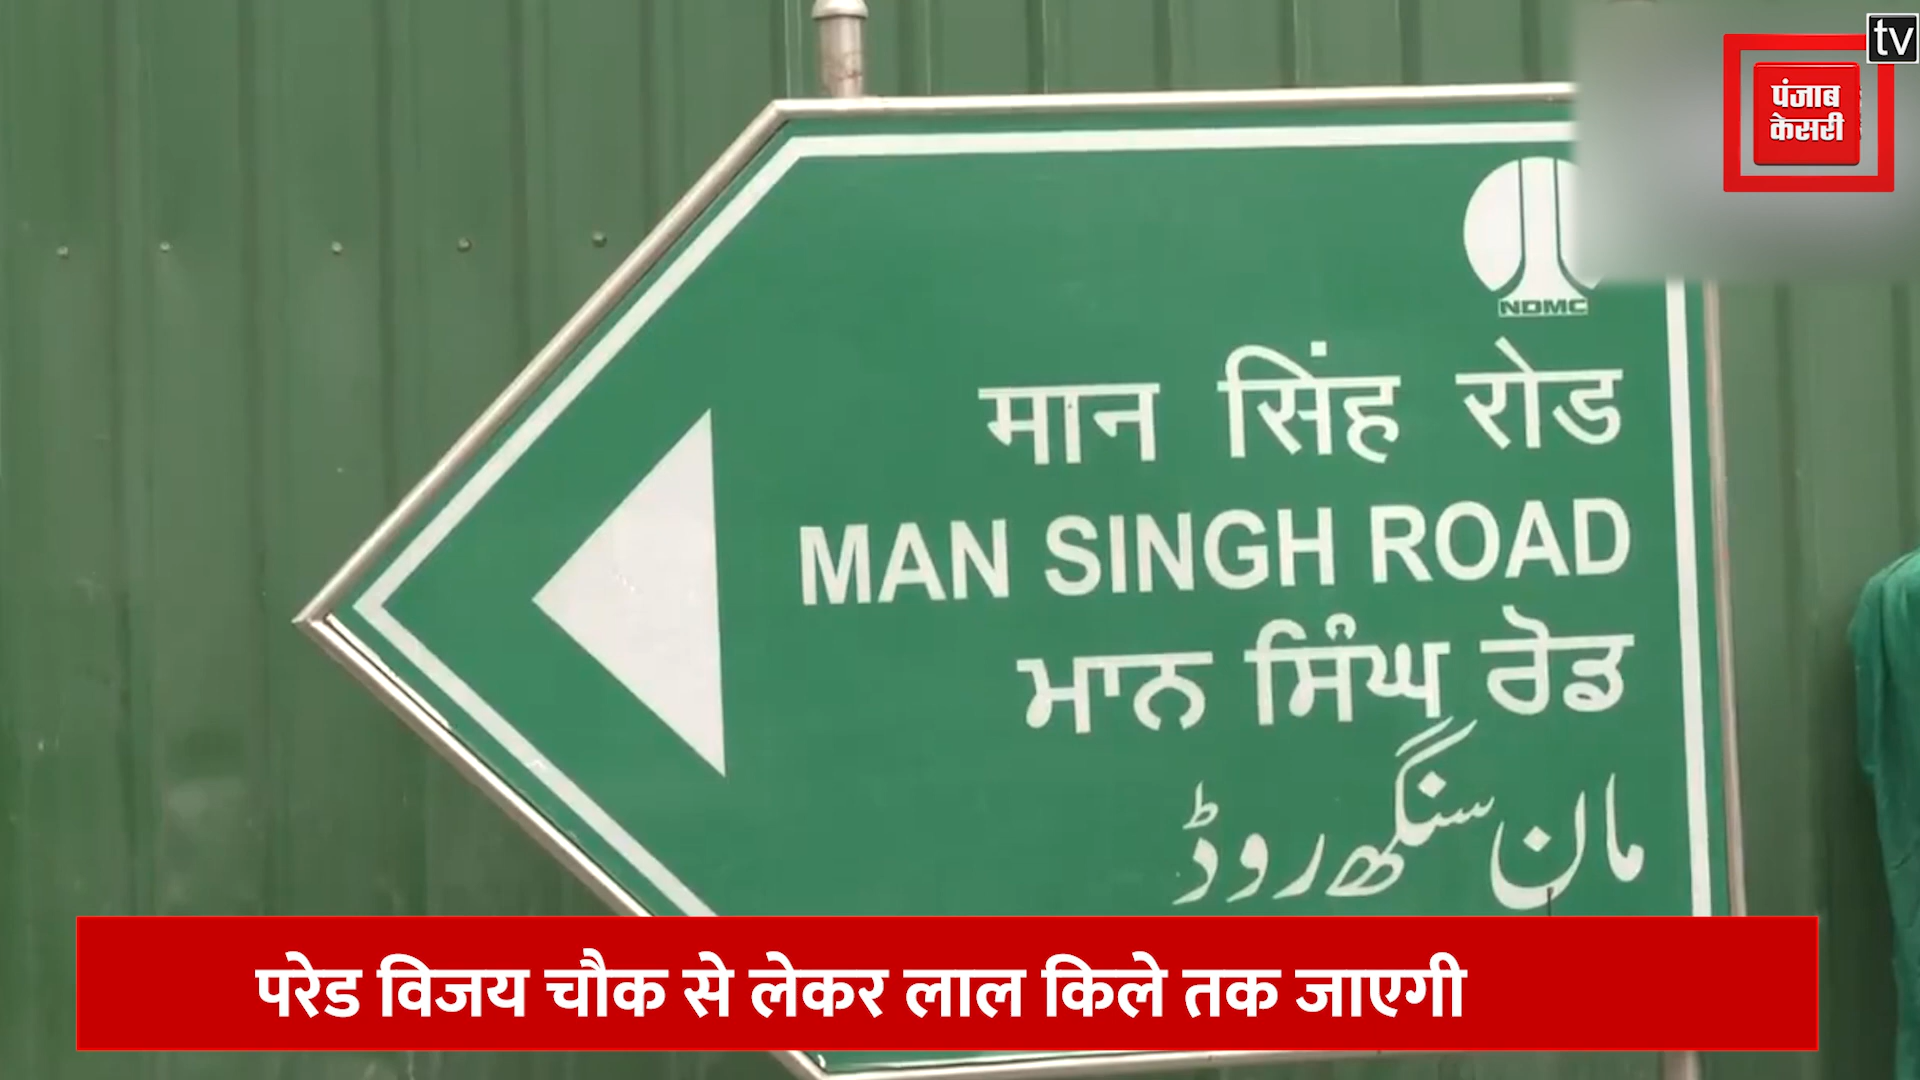 tv
पंजाब
केसरी
NDMC
मान सिंह रोड
MAN SINGH ROAD
ਮਾਨ ਸਿੰਘ ਰੋਡ
مان سنگھ روڈ
परेड विजय चौक से लेकर लाल किले तक जाएगी